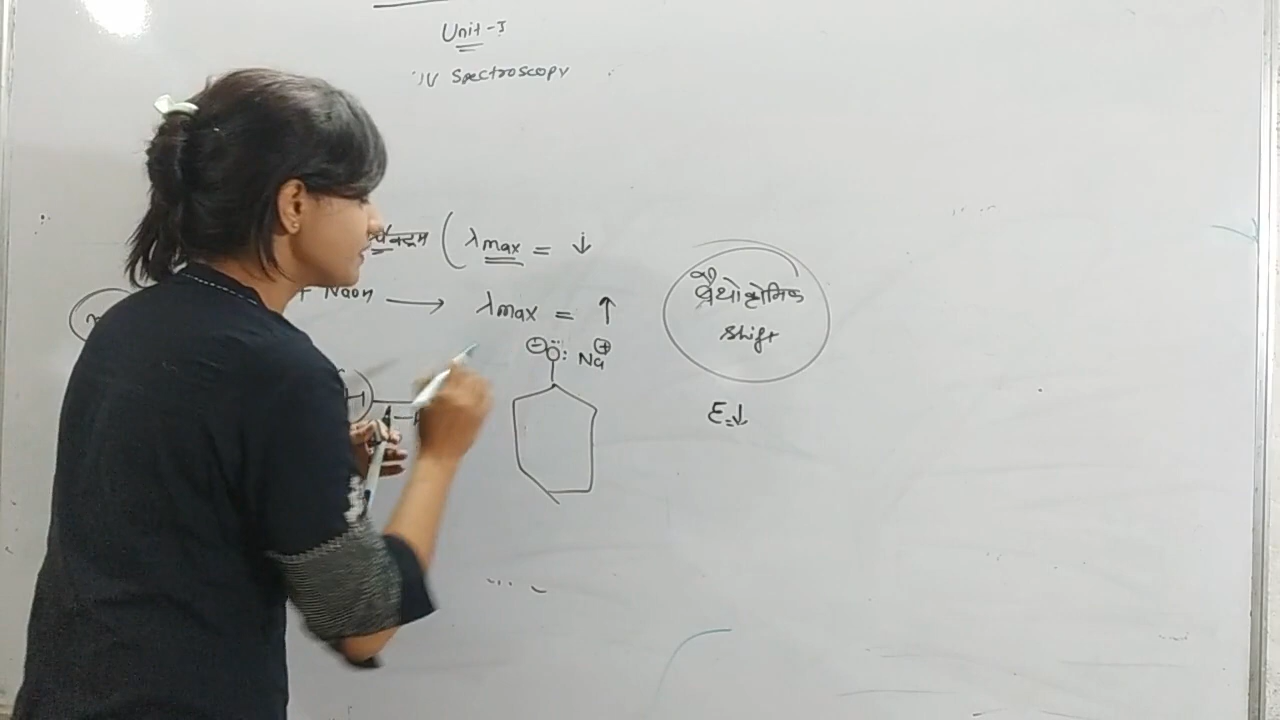 Unit-I
UV Spectroscopy
( λmax = ↓
+ NaOH ⟶ λmax = ↑
बैथोक्रोमिक
shift
⊖ Ö: Na⊕
E=↓